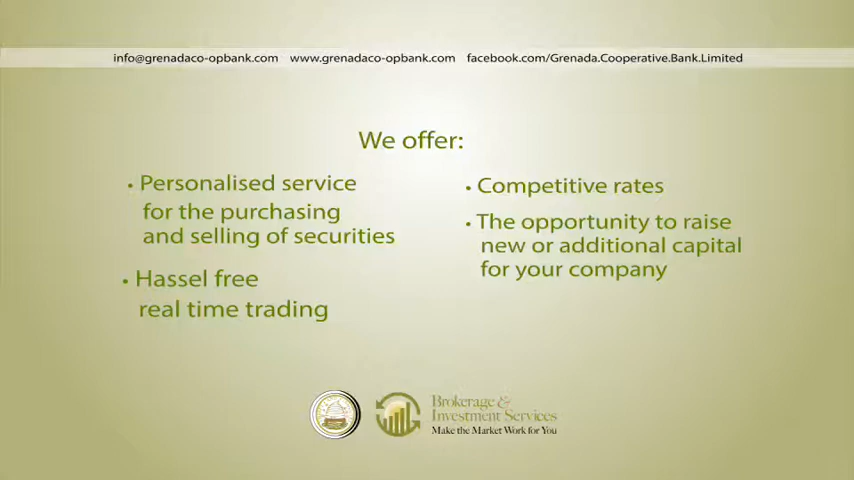 info@grenadaco-opbank.com www.grenadaco-opbank.com facebook.com/Grenada.Cooperative.Bank.Limited
We offer:
• Personalised service
for the purchasing
and selling of securities
• Hassel free
real time trading
• Competitive rates
• The opportunity to raise
new or additional capital
for your company
Brokerage &
Investment Services
Make the Market Work for You